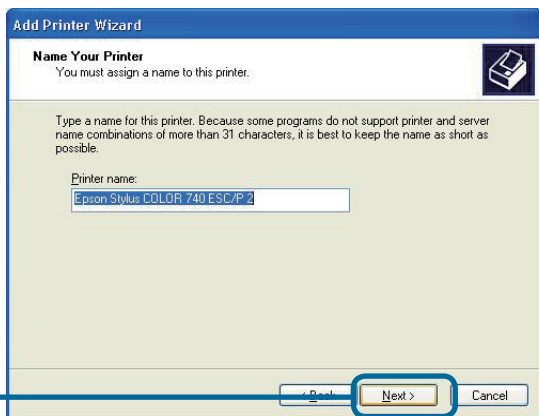 Add Printer Wizard
Name Your Printer
You must assign a name to this printer.
Type a name for this printer. Because some programs do not support printer and server
name combinations of more than 31 characters, it is best to keep the name as short as
possible.
Printer name:
Epson Stylus COLOR 740 ESC/P 2
< Back
Next >
Cancel